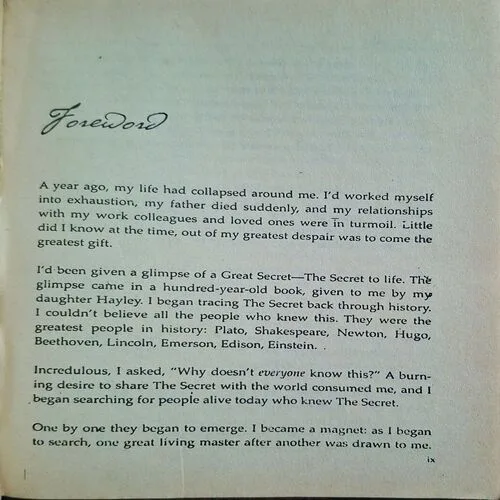 Foreword
A year ago, my life had collapsed around me. I'd worked myself
into exhaustion, my father died suddenly, and my relationships
with my work colleagues and loved ones were in turmoil. Little
did I know at the time, out of my greatest despair was to come the
greatest gift.
I'd been given a glimpse of a Great Secret—The Secret to life. The
glimpse came in a hundred-year-old book, given to me by my
daughter Hayley. I began tracing The Secret back through history.
I couldn't believe all the people who knew this. They were the
greatest people in history: Plato, Shakespeare, Newton, Hugo,
Beethoven, Lincoln, Emerson, Edison, Einstein.
Incredulous, I asked, "Why doesn't everyone know this?" A burn-
ing desire to share The Secret with the world consumed me, and I
began searching for people alive today who knew The Secret.
One by one they began to emerge. I became a magnet: as I began
to search, one great living master after another was drawn to me.
ix